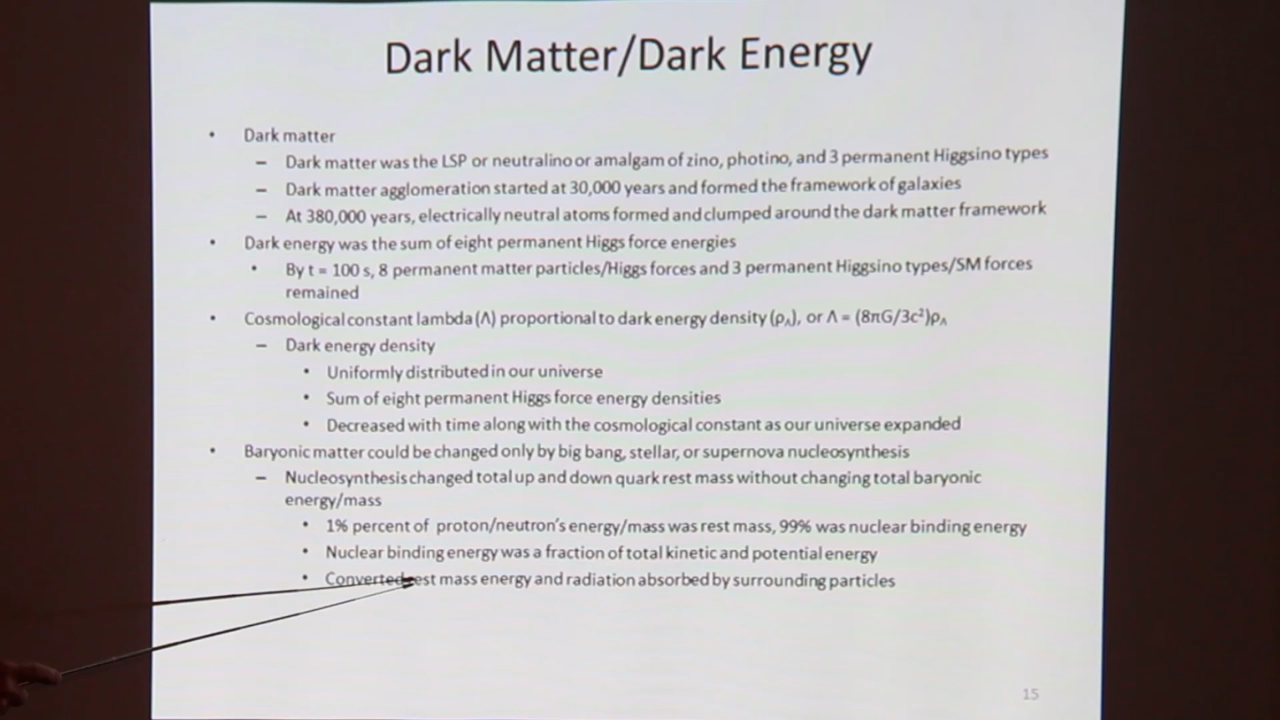 Dark Matter/Dark Energy
• Dark matter
– Dark matter was the LSP or neutralino or amalgam of zino, photino, and 3 permanent Higgsino types
– Dark matter agglomeration started at 30,000 years and formed the framework of galaxies
– At 380,000 years, electrically neutral atoms formed and clumped around the dark matter framework
• Dark energy was the sum of eight permanent Higgs force energies
• By t = 100 s, 8 permanent matter particles/Higgs forces and 3 permanent Higgsino types/SM forces
remained
• Cosmological constant lambda (Λ) proportional to dark energy density (ρΛ), or Λ = (8πG/3c²)ρΛ
– Dark energy density
• Uniformly distributed in our universe
• Sum of eight permanent Higgs force energy densities
• Decreased with time along with the cosmological constant as our universe expanded
• Baryonic matter could be changed only by big bang, stellar, or supernova nucleosynthesis
– Nucleosynthesis changed total up and down quark rest mass without changing total baryonic
energy/mass
• 1% percent of proton/neutron's energy/mass was rest mass, 99% was nuclear binding energy
• Nuclear binding energy was a fraction of total kinetic and potential energy
• Converted rest mass energy and radiation absorbed by surrounding particles
15